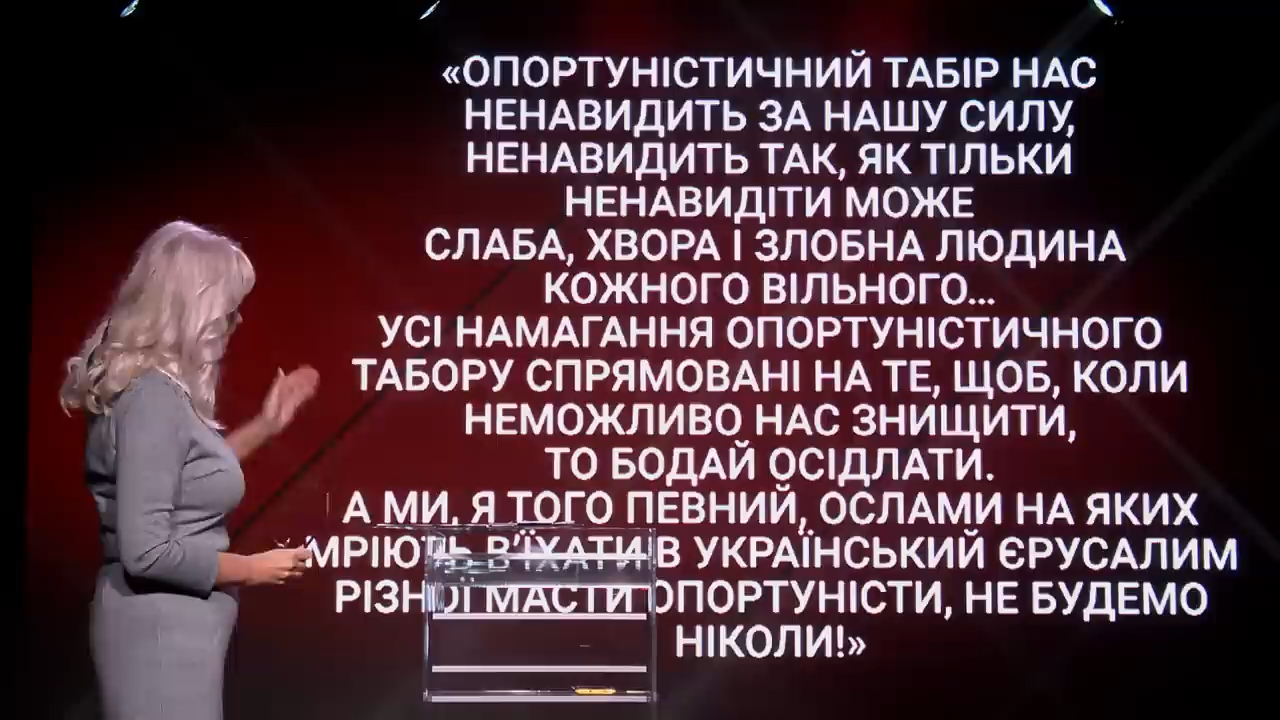 «ОПОРТУНІСТИЧНИЙ ТАБІР НАС
НЕНАВИДИТЬ ЗА НАШУ СИЛУ,
НЕНАВИДИТЬ ТАК, ЯК ТІЛЬКИ
НЕНАВИДІТИ МОЖЕ
СЛАБА, ХВОРА І ЗЛОБНА ЛЮДИНА
КОЖНОГО ВІЛЬНОГО...
УСІ НАМАГАННЯ ОПОРТУНІСТИЧНОГО
ТАБОРУ СПРЯМОВАНІ НА ТЕ, ЩОБ, КОЛИ
НЕМОЖЛИВО НАС ЗНИЩИТИ,
ТО БОДАЙ ОСІДЛАТИ.
А МИ, Я ТОГО ПЕВНИЙ, ОСЛАМИ НА ЯКИХ
МРІЮТЬ В'ЇХАТИ В УКРАЇНСЬКИЙ ЄРУСАЛИМ
РІЗНОЇ МАСТИ ОПОРТУНІСТИ, НЕ БУДЕМО
НІКОЛИ!»